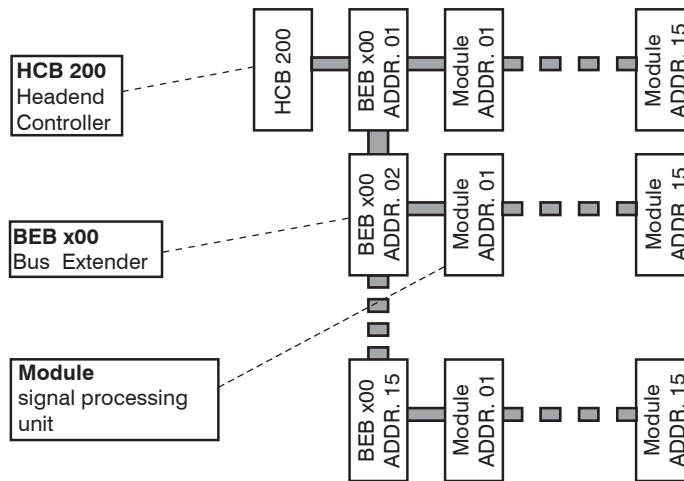 HCB 200
Headend
Controller
HCB 200
BEB x00
ADDR. 01
Module
ADDR. 01
Module
ADDR. 15
BEB x00
Bus Extender
BEB x00
ADDR. 02
Module
ADDR. 01
Module
ADDR. 15
Module
signal processing
unit
BEB x00
ADDR. 15
Module
ADDR. 01
Module
ADDR. 15